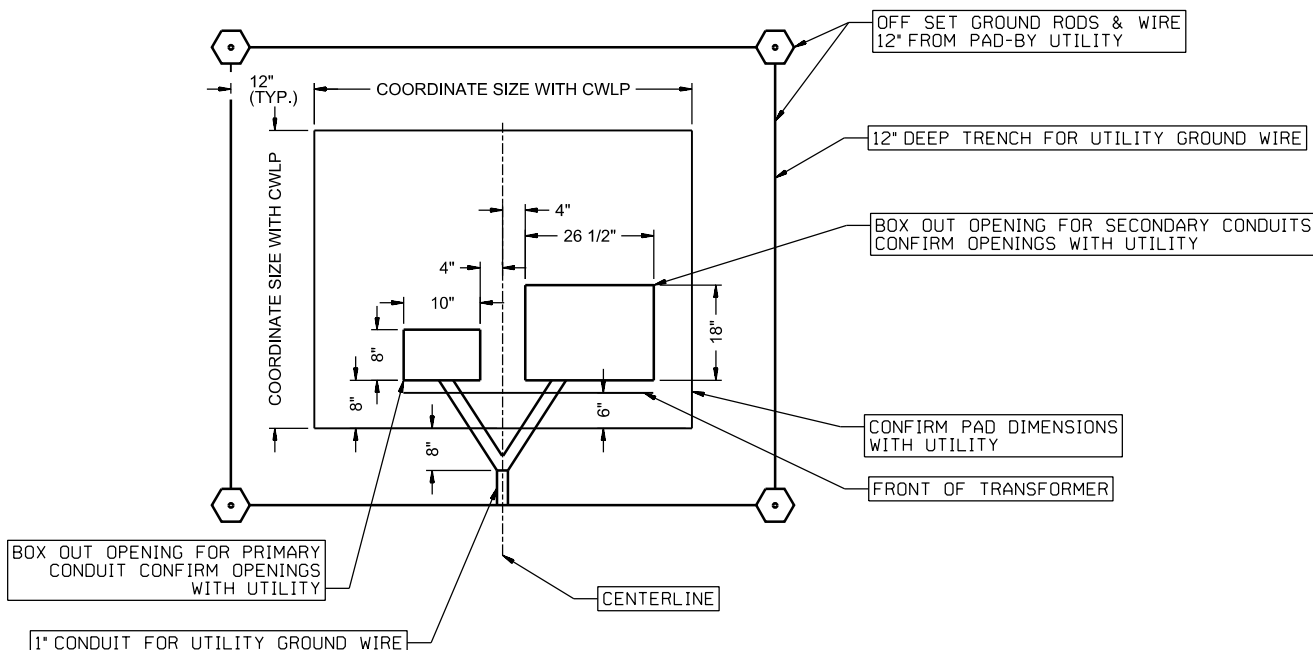 OFF SET GROUND RODS & WIRE
12" FROM PAD-BY UTILITY
12"
(TYP.)
COORDINATE SIZE WITH CWLP
12" DEEP TRENCH FOR UTILITY GROUND WIRE
COORDINATE SIZE WITH CWLP
4"
26 1/2"
BOX OUT OPENING FOR SECONDARY CONDUITS
CONFIRM OPENINGS WITH UTILITY
4"
10"
18"
8"
8"
6"
8"
CONFIRM PAD DIMENSIONS
WITH UTILITY
FRONT OF TRANSFORMER
BOX OUT OPENING FOR PRIMARY
CONDUIT CONFIRM OPENINGS
WITH UTILITY
CENTERLINE
1" CONDUIT FOR UTILITY GROUND WIRE